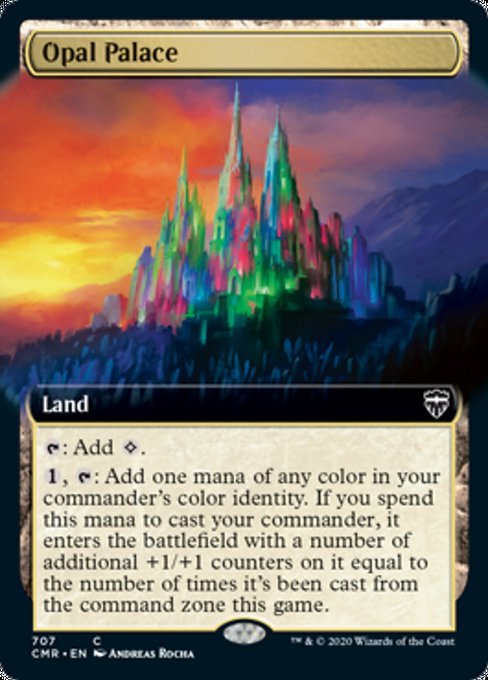 Opal Palace
Land
: Add .
1, : Add one mana of any color in your
commander's color identity. If you spend
this mana to cast your commander, it
enters the battlefield with a number of
additional +1/+1 counters on it equal to
the number of times it's been cast from
the command zone this game.
707 C
CMR • EN Andreas Rocha
™ & © 2020 Wizards of the Coast